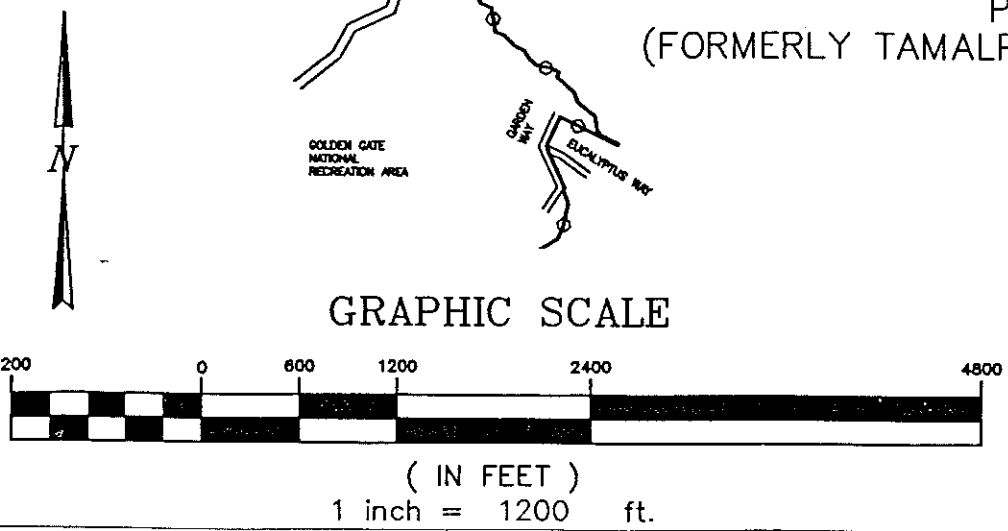 P
(FORMERLY TAMALP
GARDEN
WAY
EUCALYPTUS WAY
GOLDEN GATE
NATIONAL
RECREATION AREA
N
GRAPHIC SCALE
200 0 600 1200 2400 4800
( IN FEET )
1 inch = 1200 ft.